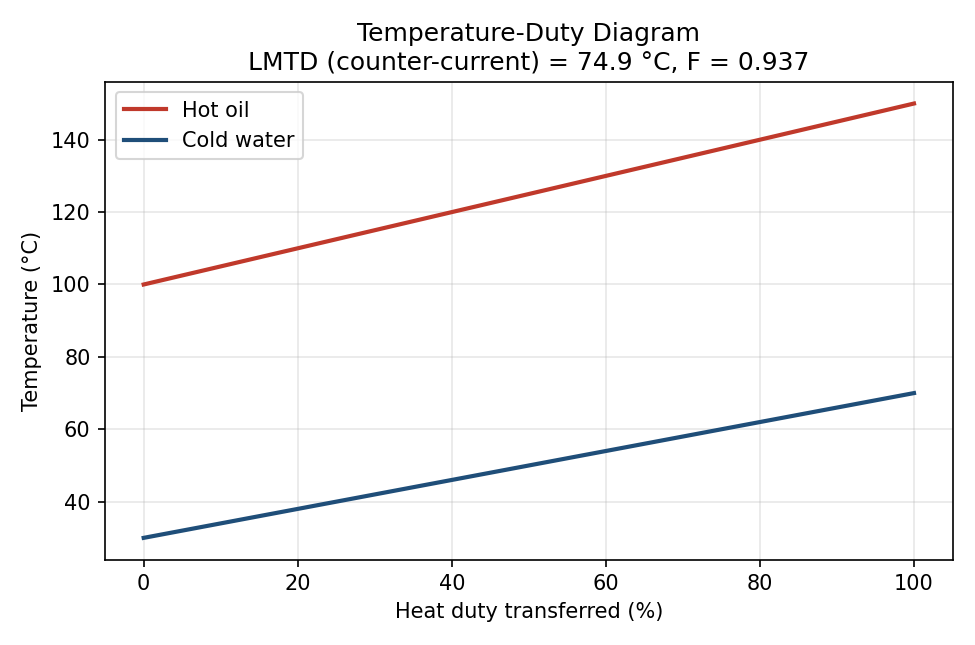 Temperature-Duty Diagram
LMTD (counter-current) = 74.9 °C, F = 0.937
Hot oil
Cold water
Temperature (°C)
140
120
100
80
60
40
0 20 40 60 80 100
Heat duty transferred (%)